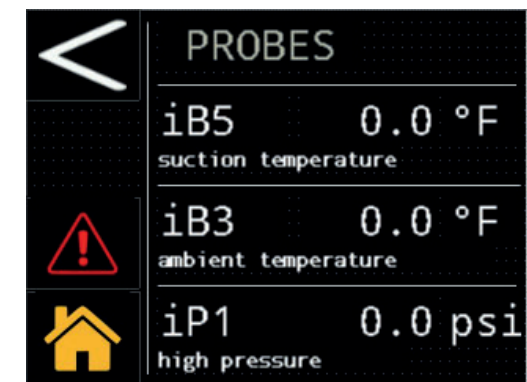 PROBES
iB5 0.0 °F
suction temperature
iB3 0.0 °F
ambient temperature
iP1 0.0 psi
high pressure